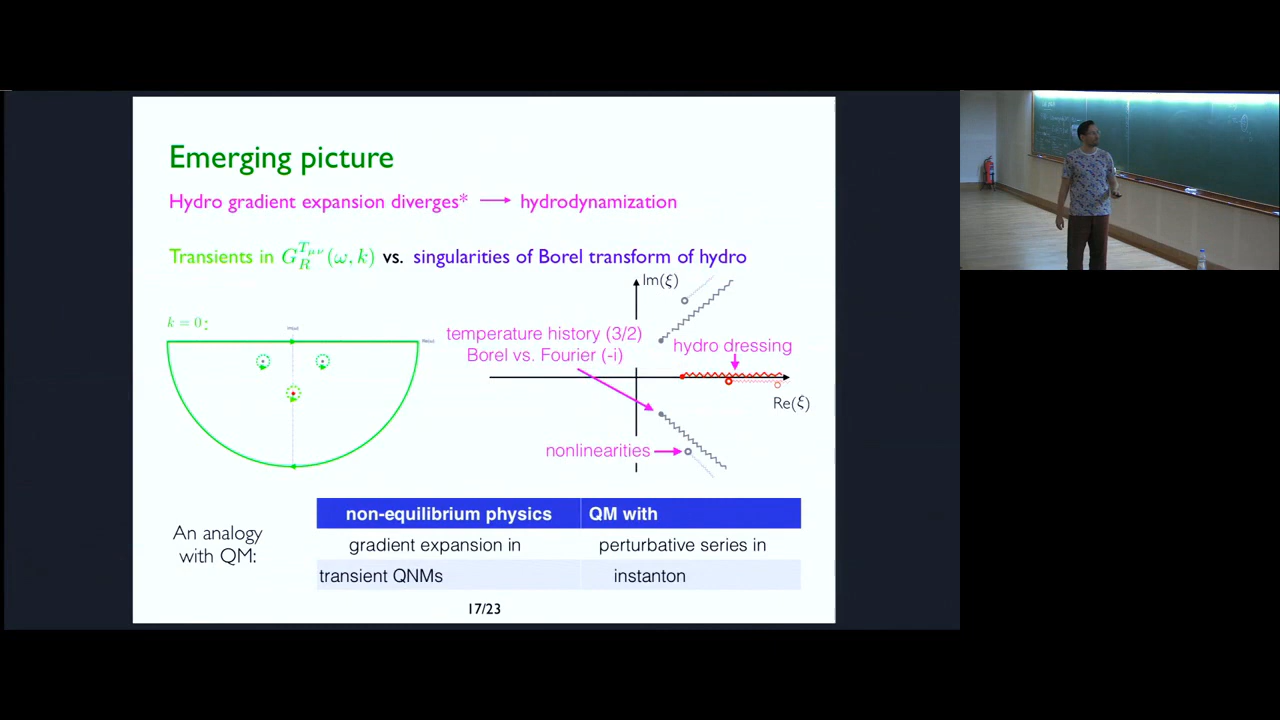 Emerging picture
Hydro gradient expansion diverges* ⟶ hydrodynamization
Transients in G_R^{T_{μν}}(ω, k) vs. singularities of Borel transform of hydro
Im(ξ)
k = 0:
temperature history (3/2)
Borel vs. Fourier (-i)
hydro dressing
Re(ξ)
nonlinearities
An analogy
with QM:
non-equilibrium physics QM with
gradient expansion in perturbative series in
transient QNMs instanton
17/23